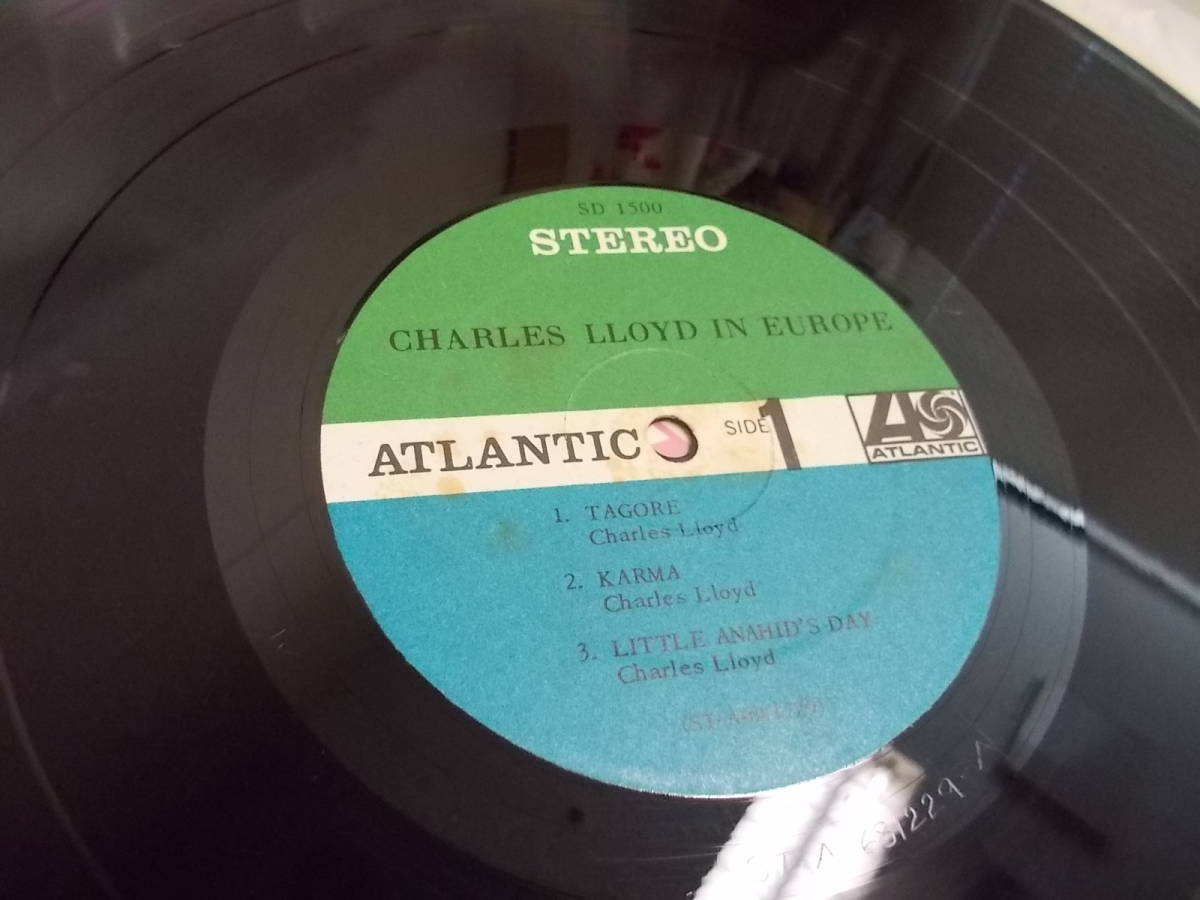 SD 1500
STEREO
CHARLES LLOYD IN EUROPE
ATLANTIC
SIDE 1
ATLANTIC
1. TAGORE
Charles Lloyd
2. KARMA
Charles Lloyd
3. LITTLE ANAHID'S DAY
Charles Lloyd